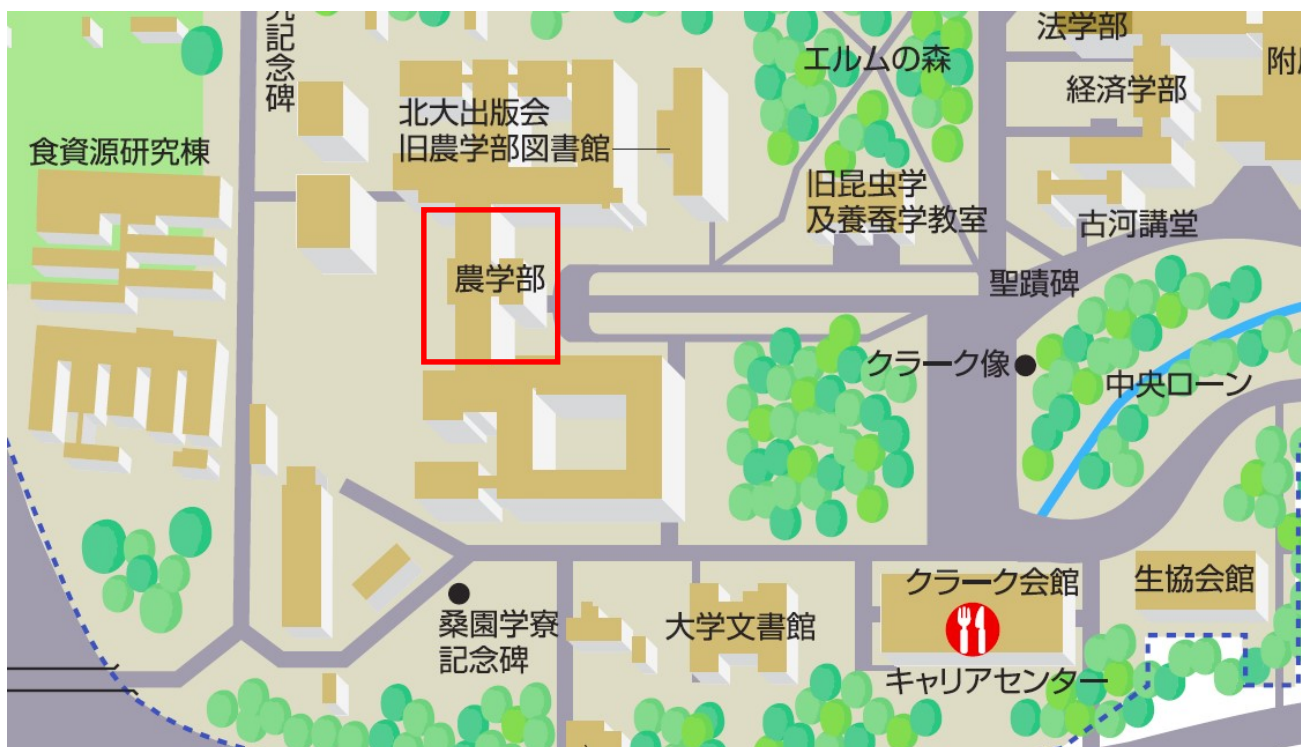 記念碑
エルムの森
法学部
経済学部
北大出版会
旧農学部図書館
食資源研究棟
旧昆虫学
及養蚕学教室
古河講堂
農学部
聖蹟碑
クラーク像
中央ローン
クラーク会館
生協会館
桑園学寮
記念碑
大学文書館
キャリアセンター